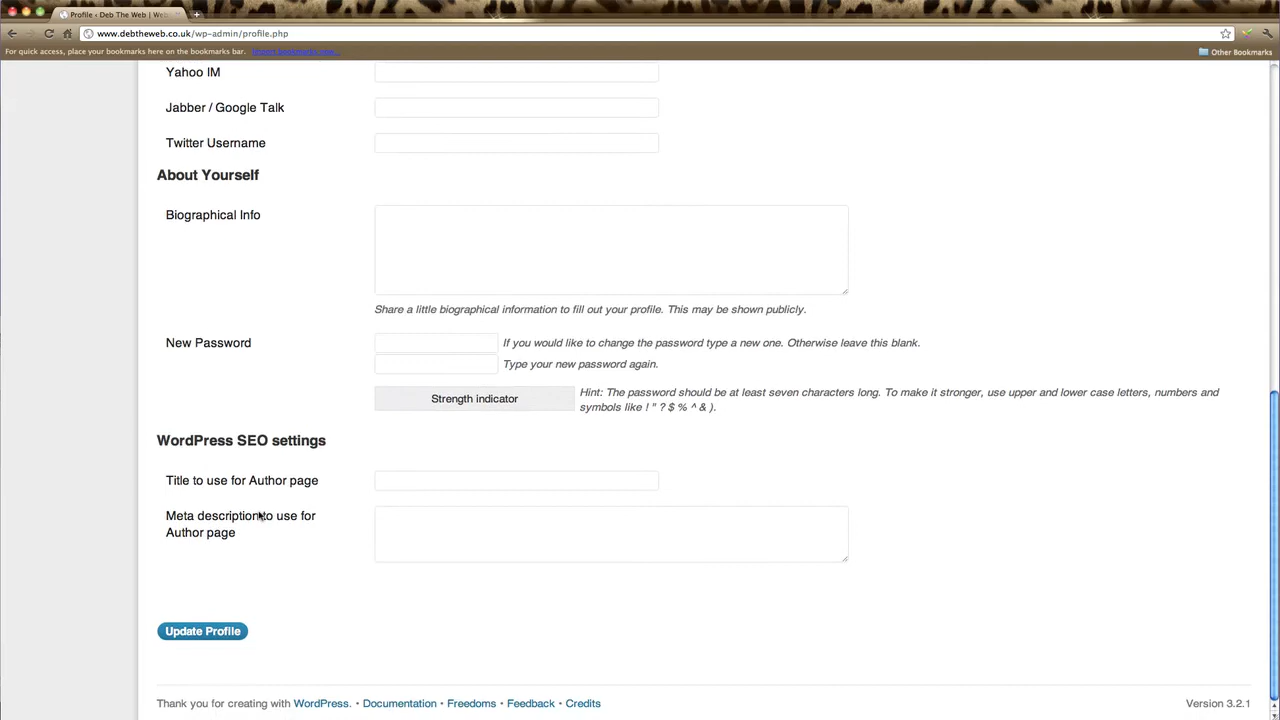 Profile ‹ Deb The Web | Web
www.debtheweb.co.uk/wp-admin/profile.php
For quick access, place your bookmarks here on the bookmarks bar. Import bookmarks now...
Other Bookmarks
Yahoo IM
Jabber / Google Talk
Twitter Username
About Yourself
Biographical Info
Share a little biographical information to fill out your profile. This may be shown publicly.
New Password
If you would like to change the password type a new one. Otherwise leave this blank.
Type your new password again.
Strength indicator
Hint: The password should be at least seven characters long. To make it stronger, use upper and lower case letters, numbers and
symbols like ! " ? $ % ^ & ).
WordPress SEO settings
Title to use for Author page
Meta description to use for
Author page
Update Profile
Thank you for creating with WordPress. • Documentation • Freedoms • Feedback • Credits
Version 3.2.1